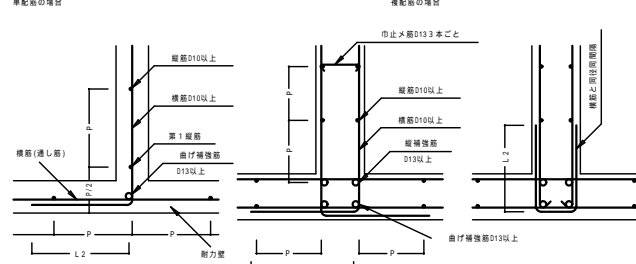 単配筋の場合
複配筋の場合
縦筋D10以上
横筋D10以上
第1縦筋
曲げ補強筋
D13以上
横筋(通し筋)
P
P/2
P
P
L2
耐力壁
巾止メ筋D13 3本ごと
縦筋D10以上
横筋D10以上
縦補強筋
D13以上
P
P
P
P
曲げ補強筋D13以上
横筋と同径同間隔
L2